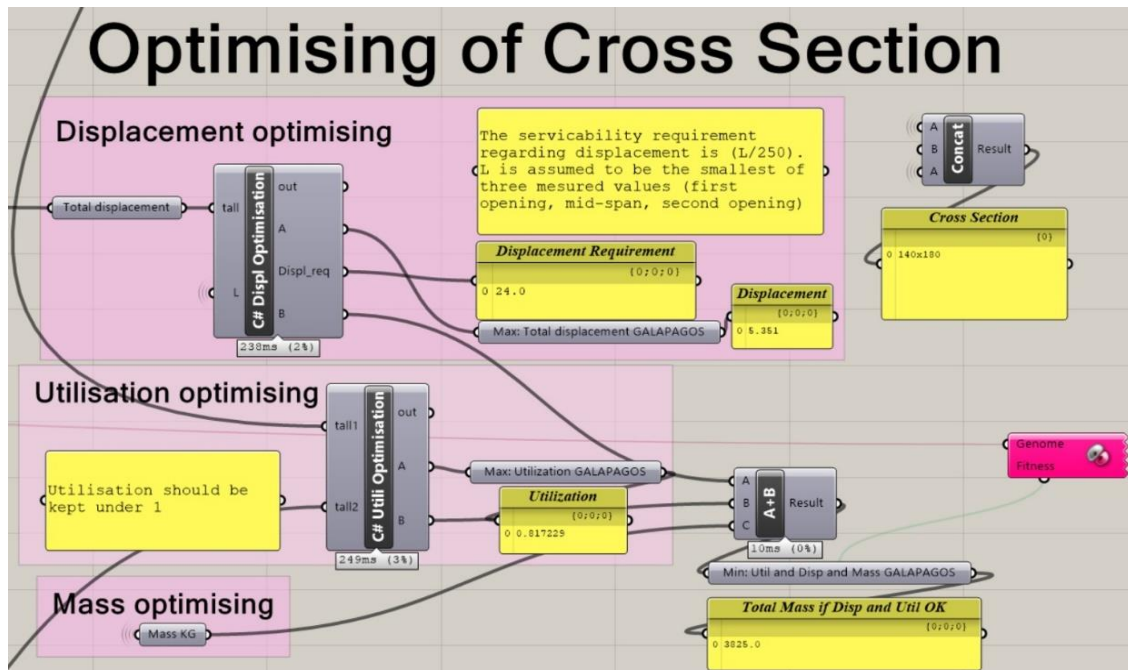 Optimising of Cross Section
Displacement optimising
Total displacement
tall
L
C# Displ Optimisation
out
A
Displ_req
B
238ms (2%)
The servicability requirement
regarding displacement is (L/250).
L is assumed to be the smallest of
three mesured values (first
opening, mid-span, second opening)
Displacement Requirement
{0;0;0}
0 24.0
Max: Total displacement GALAPAGOS
Displacement
{0;0;0}
0 5.351
A
B
A
Concat
Result
Cross Section
{0}
0 140x180
Utilisation optimising
tall1
tall2
C# Utili Optimisation
out
A
B
249ms (3%)
Utilisation should be
kept under 1
Max: Utilization GALAPAGOS
Utilization
{0;0;0}
0 0.817229
A
B
C
A+B
Result
10ms (0%)
Genome
Fitness
Min: Util and Disp and Mass GALAPAGOS
Total Mass if Disp and Util OK
{0;0;0}
0 3825.0
Mass optimising
Mass KG